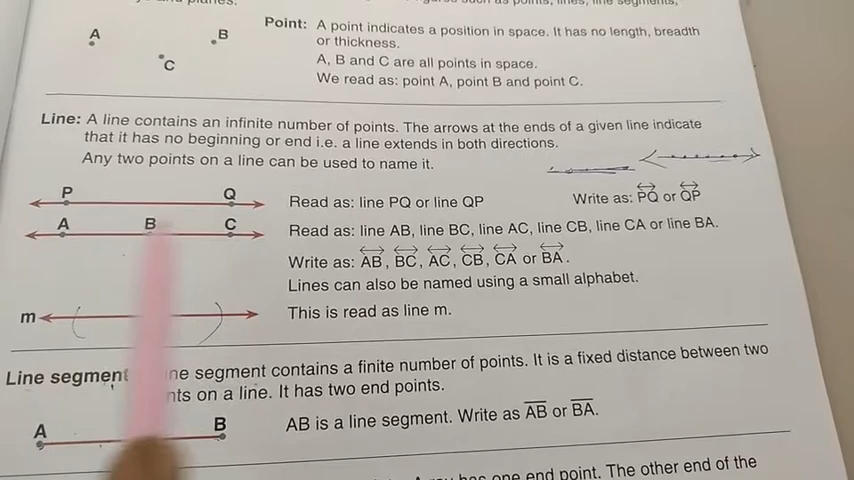 planes.
such as points, lines, line segments,
A
B
C
Point: A point indicates a position in space. It has no length, breadth
or thickness.
A, B and C are all points in space.
We read as: point A, point B and point C.
Line: A line contains an infinite number of points. The arrows at the ends of a given line indicate
that it has no beginning or end i.e. a line extends in both directions.
Any two points on a line can be used to name it.
P Q
Read as: line PQ or line QP
Write as: PQ or QP
A B C
Read as: line AB, line BC, line AC, line CB, line CA or line BA.
Write as: AB, BC, AC, CB, CA or BA.
Lines can also be named using a small alphabet.
m
This is read as line m.
Line segment line segment contains a finite number of points. It is a fixed distance between two
on a line. It has two end points.
A B
AB is a line segment. Write as AB or BA.
has one end point. The other end of the